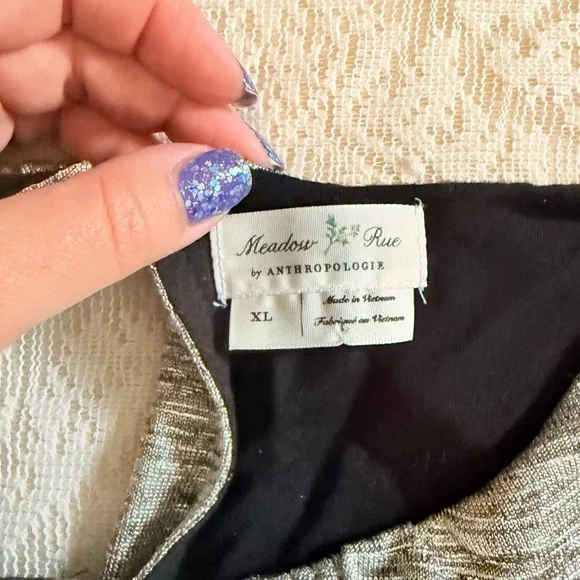 Meadow Rue
by ANTHROPOLOGIE
XL
Made in Vietnam
Fabriqué au Vietnam